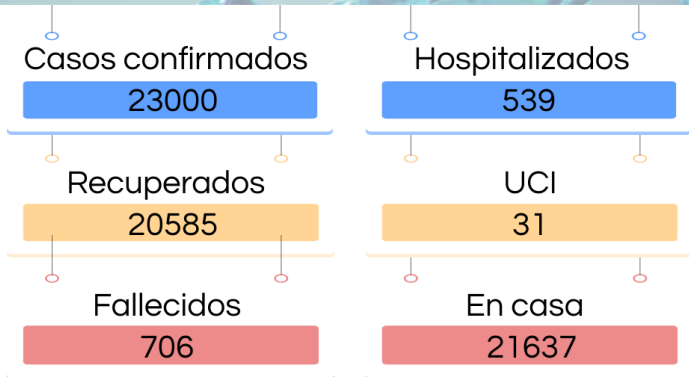 Casos confirmados
23000
Hospitalizados
539
Recuperados
20585
UCI
31
Fallecidos
706
En casa
21637